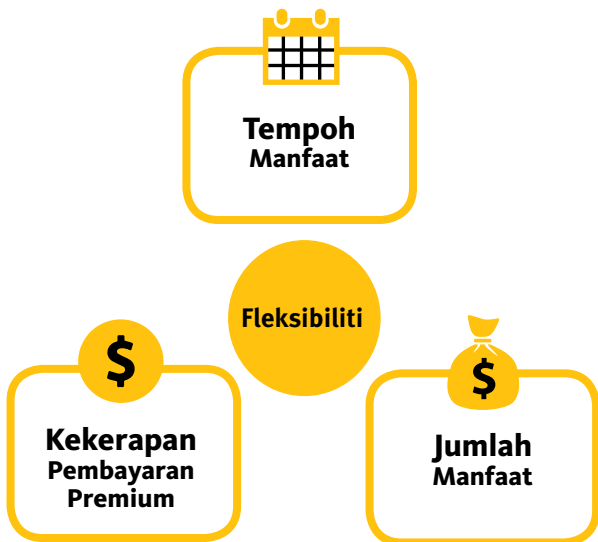 Tempoh
Manfaat
Fleksibiliti
$
Kekerapan
Pembayaran
Premium
$
Jumlah
Manfaat